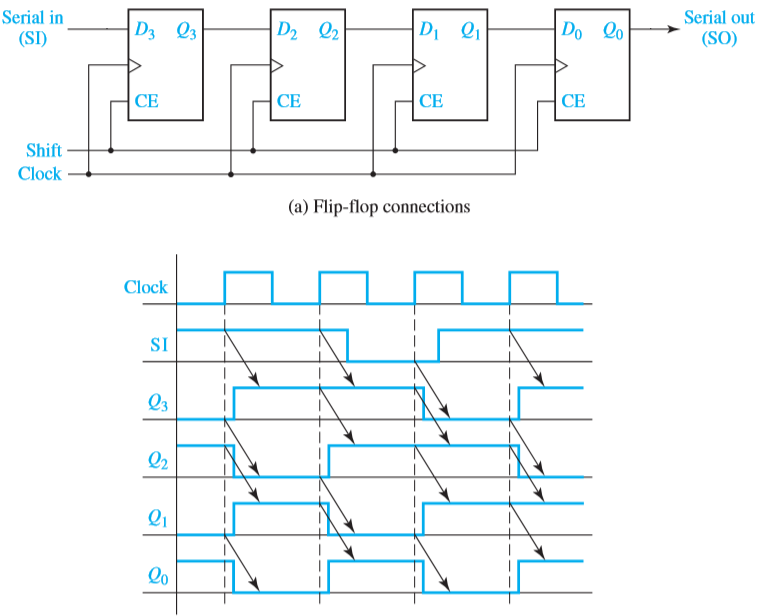 Serial in
(SI)
D₃ Q₃
D₂ Q₂
D₁ Q₁
D₀ Q₀
Serial out
(SO)
CE
CE
CE
CE
Shift
Clock
(a) Flip-flop connections
Clock
SI
Q₃
Q₂
Q₁
Q₀